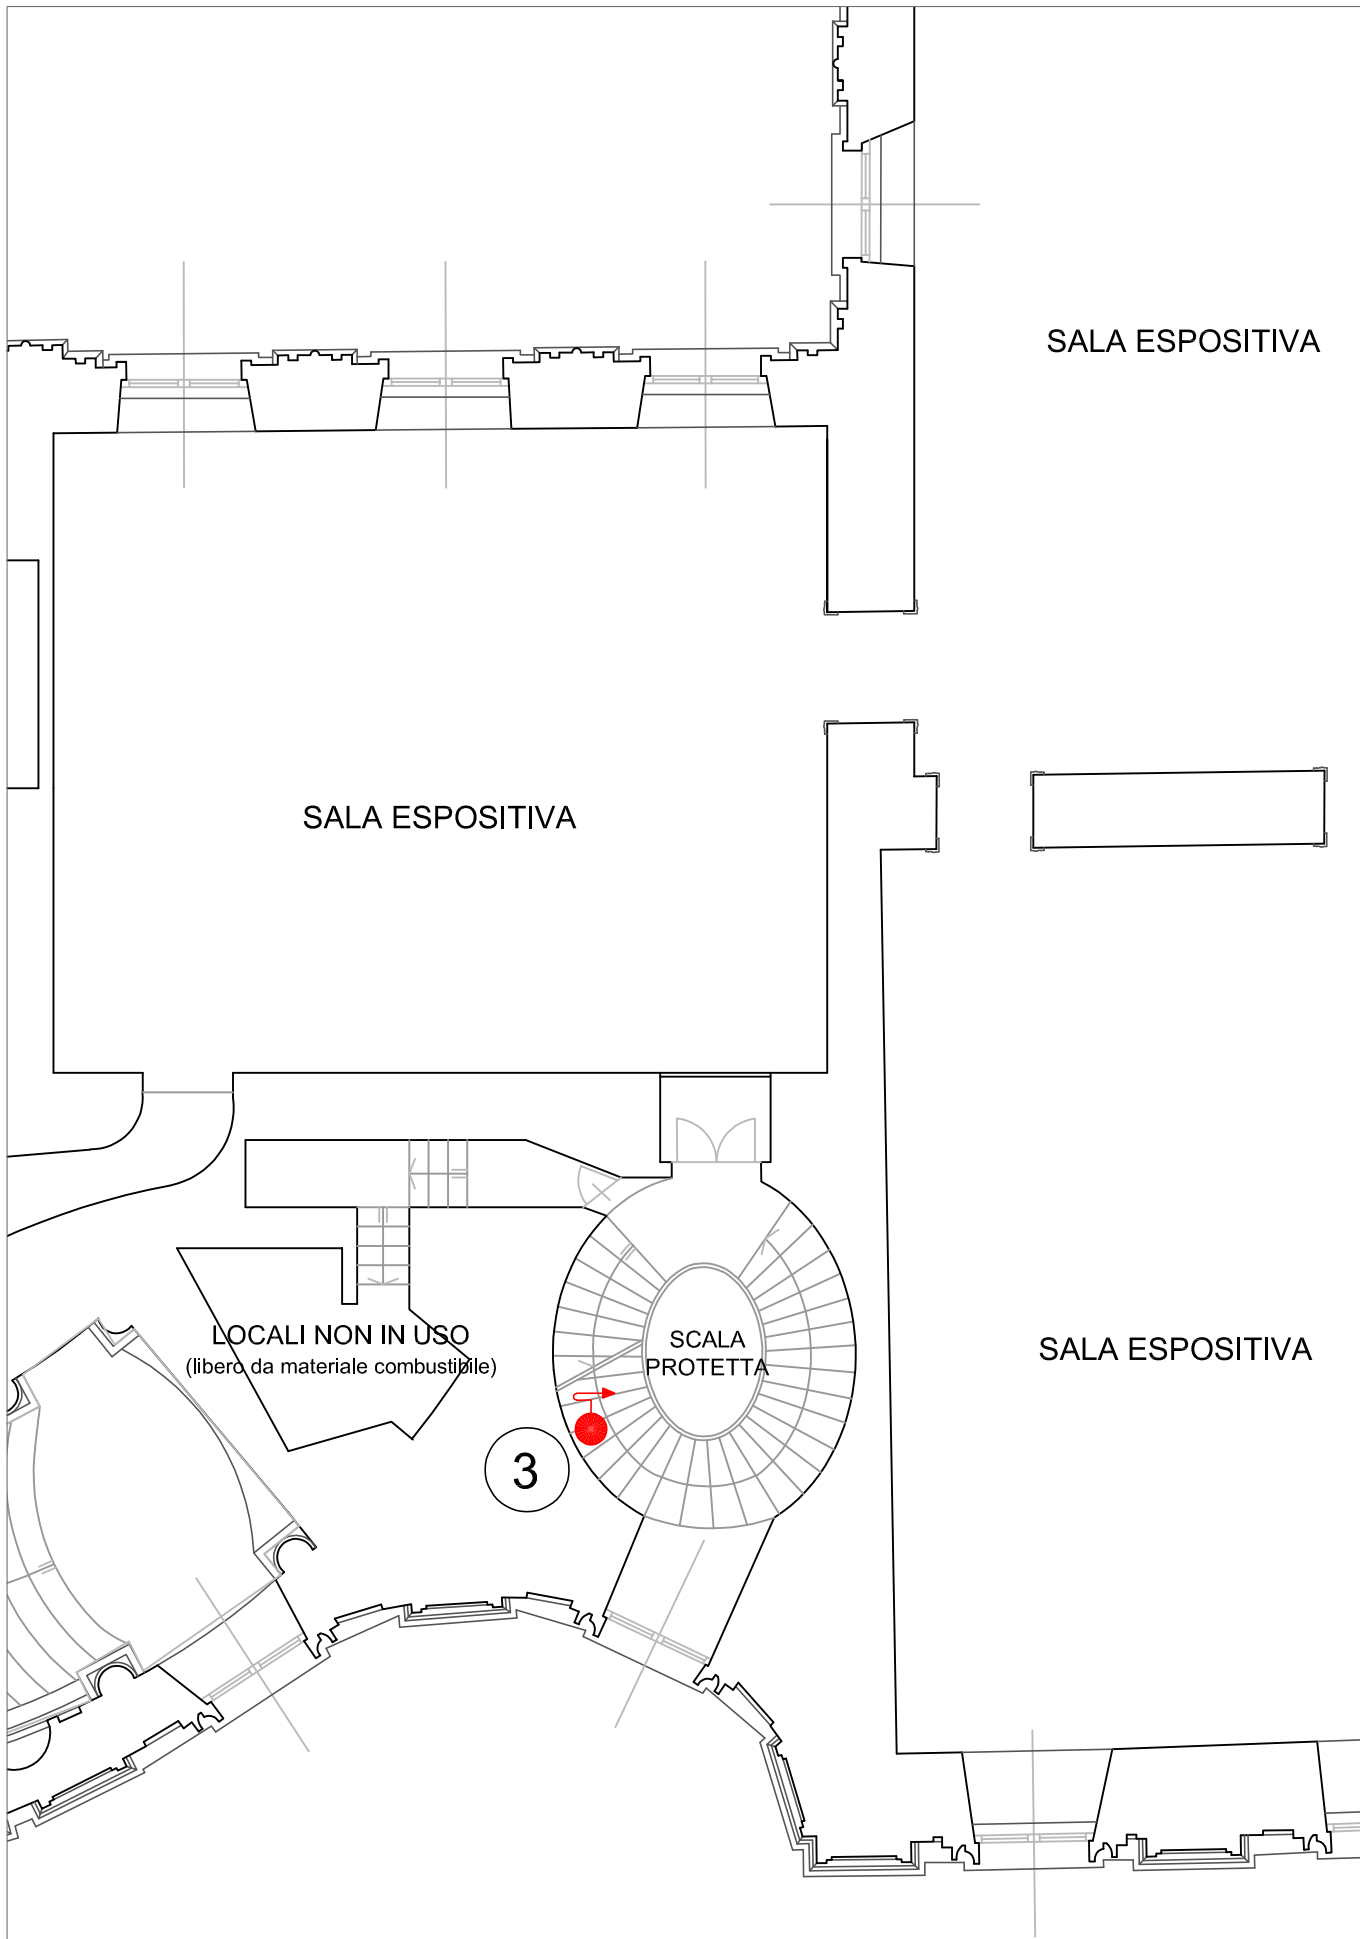 SALA ESPOSITIVA
SALA ESPOSITIVA
LOCALI NON IN USO
(libero da materiale combustibile)
SCALA
PROTETTA
SALA ESPOSITIVA
3